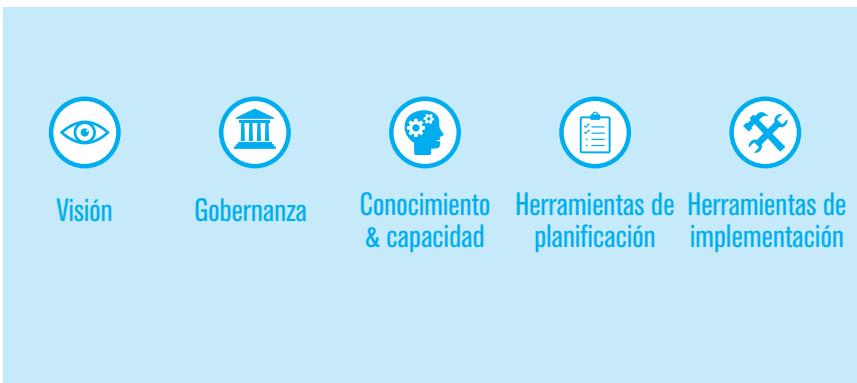 Visión
Gobernanza
Conocimiento
& capacidad
Herramientas de
planificación
Herramientas de
implementación